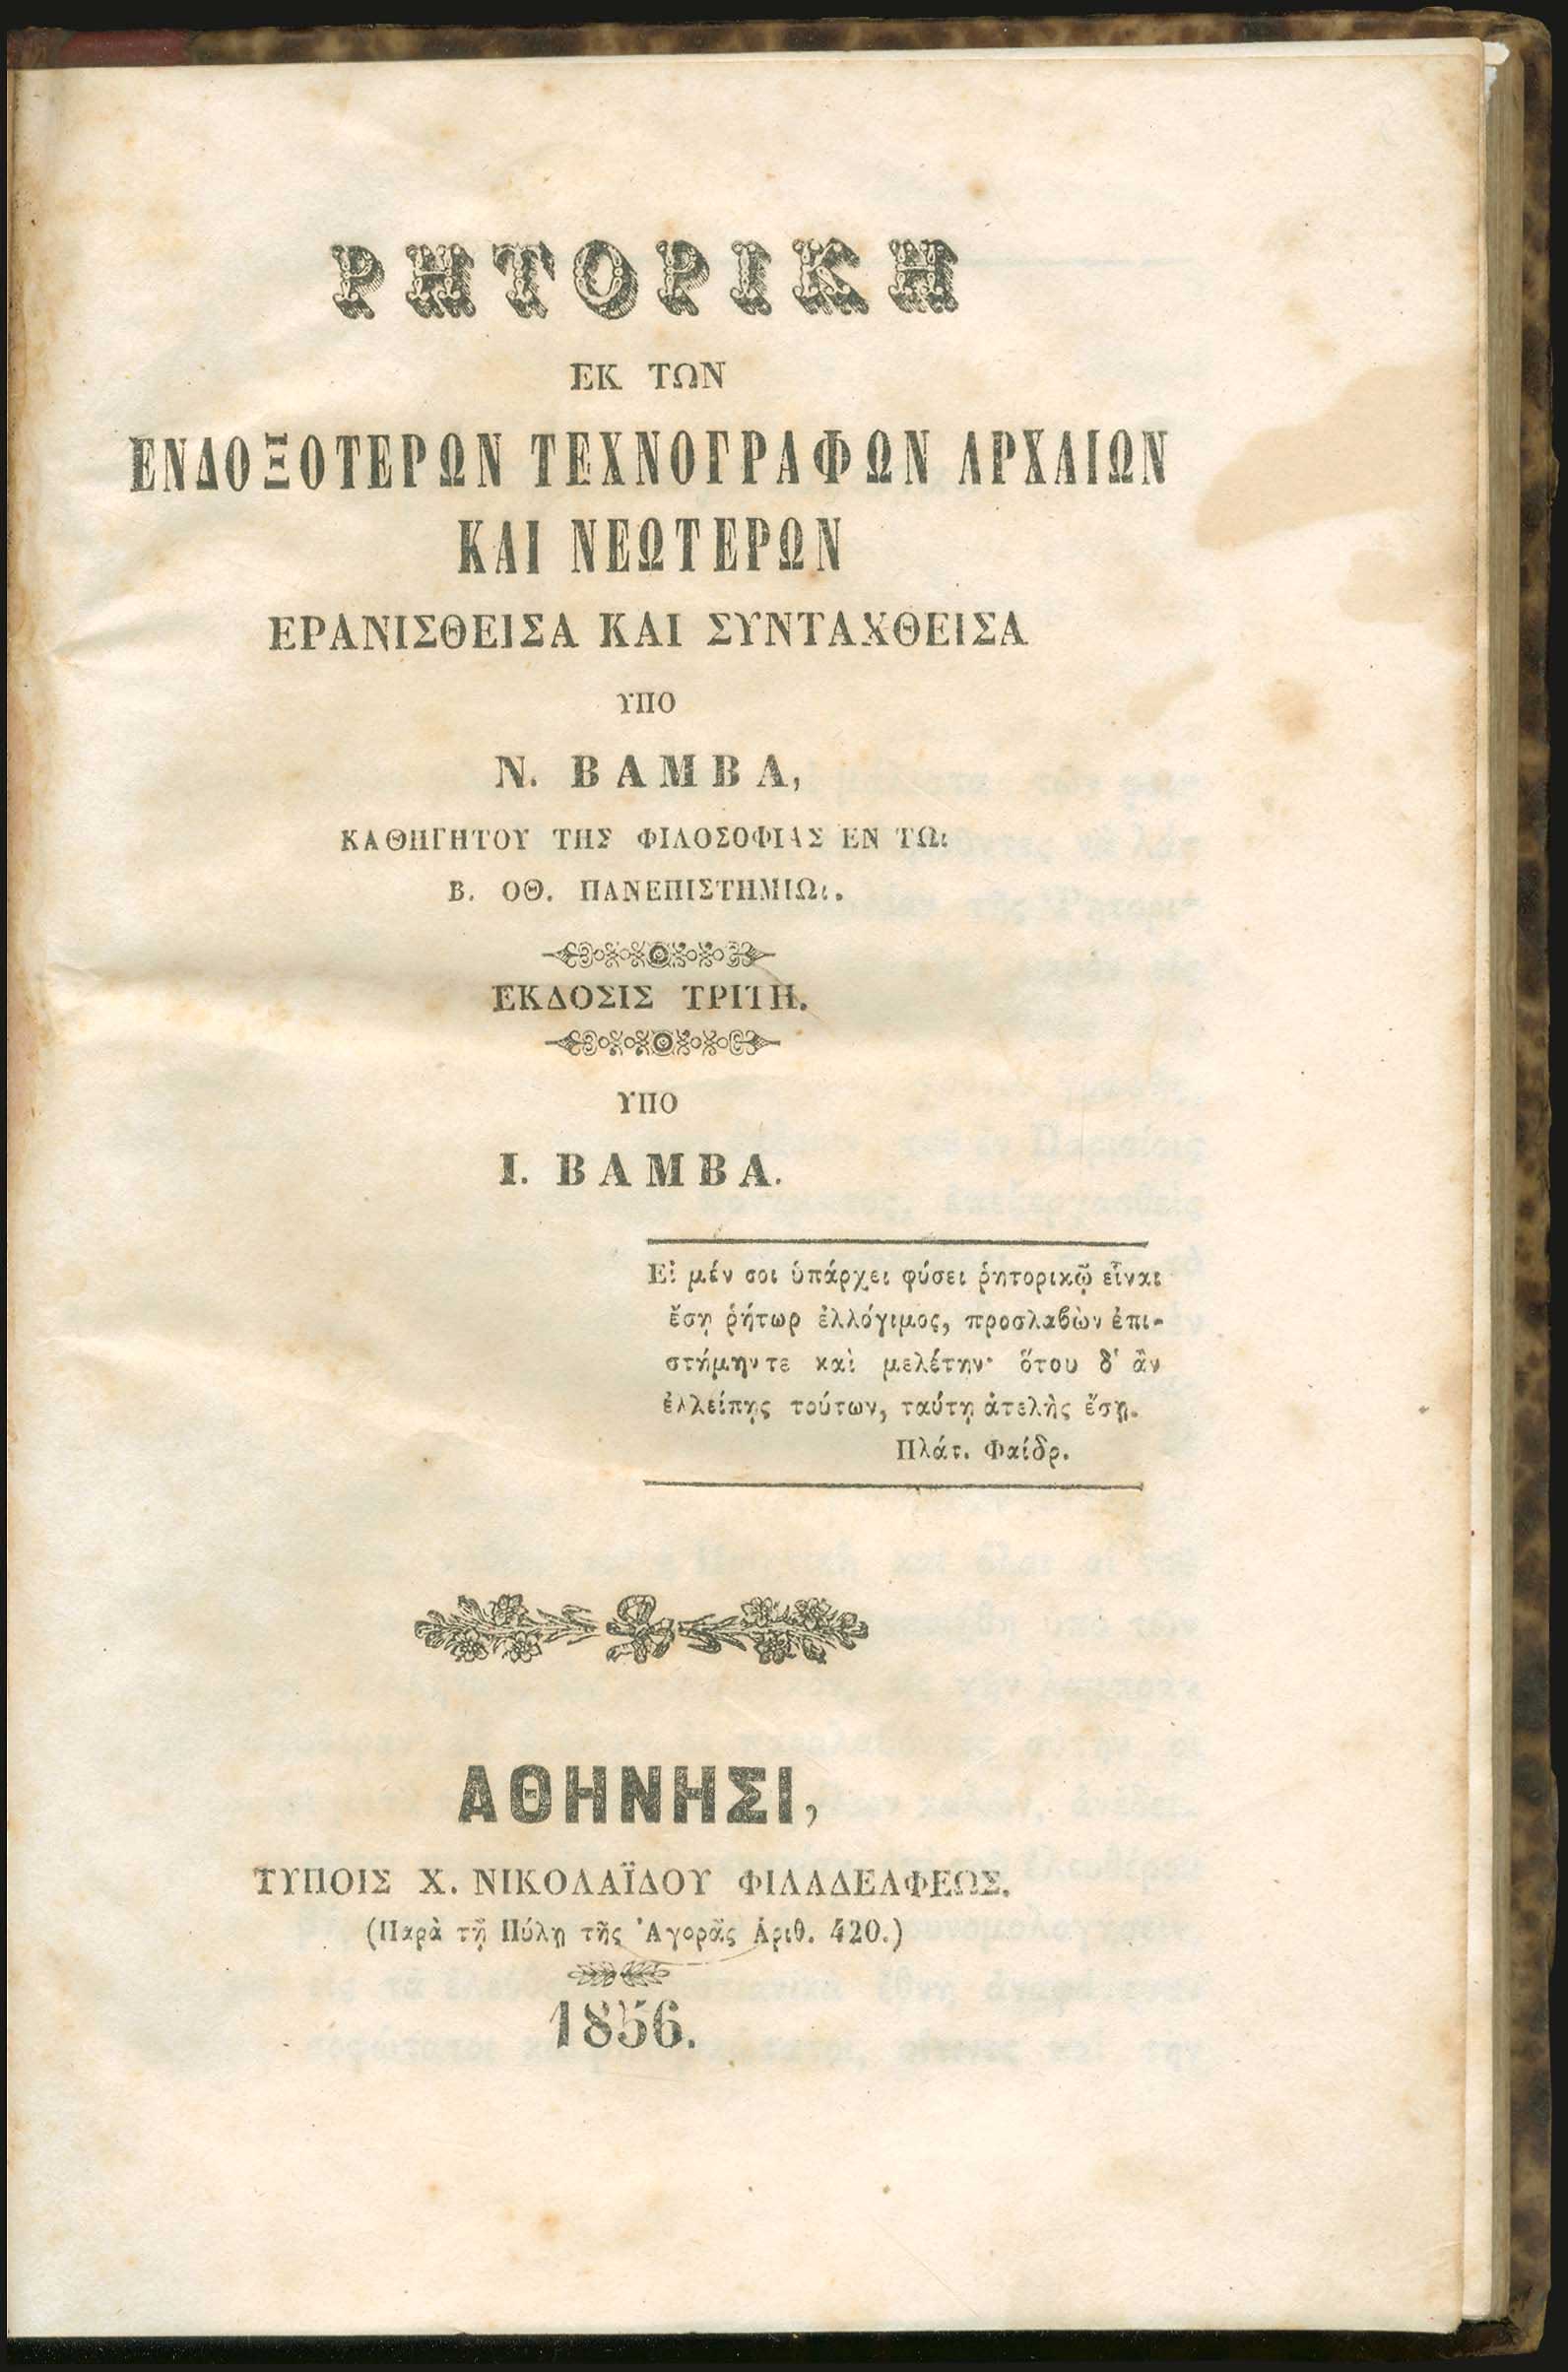 ΡΗΤΟΡΙΚΗ
ΕΚ ΤΩΝ
ΕΝΔΟΞΟΤΕΡΩΝ ΤΕΧΝΟΓΡΑΦΩΝ ΑΡΧΑΙΩΝ
ΚΑΙ ΝΕΩΤΕΡΩΝ
ΕΡΑΝΙΣΘΕΙΣΑ ΚΑΙ ΣΥΝΤΑΧΘΕΙΣΑ
ΥΠΟ
Ν. ΒΑΜΒΑ,
ΚΑΘΗΓΗΤΟΥ ΤΗΣ ΦΙΛΟΣΟΦΙΑΣ ΕΝ ΤΩι
Β. ΟΘ. ΠΑΝΕΠΙΣΤΗΜΙΩι.
ΕΚΔΟΣΙΣ ΤΡΙΤΗ.
ΥΠΟ
Ι. ΒΑΜΒΑ.
Εἰ μέν σοι ὑπάρχει φύσει ῥητορικῷ εἶναι
ἔσῃ ῥήτωρ ἐλλόγιμος, προσλαβὼν ἐπι-
στήμην τε καὶ μελέτην· ὅτου δ' ἂν
ἐλλείπῃς τούτων, ταύτῃ ἀτελὴς ἔσῃ.
Πλάτ. Φαίδρ.
ΑΘΗΝΗΣΙ,
ΤΥΠΟΙΣ Χ. ΝΙΚΟΛΑΪΔΟΥ ΦΙΛΑΔΕΛΦΕΩΣ.
(Παρὰ τῇ Πύλῃ τῆς Ἀγορᾶς Ἀριθ. 420.)
1856.